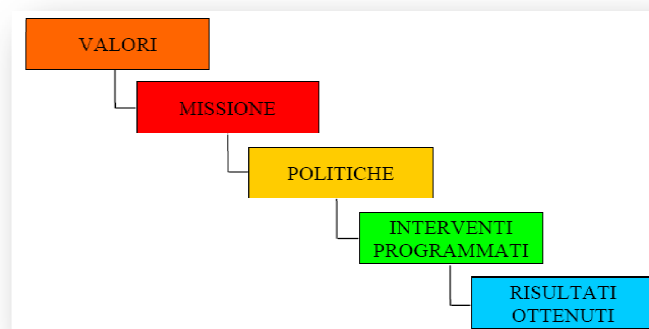 VALORI
MISSIONE
POLITICHE
INTERVENTI
PROGRAMMATI
RISULTATI
OTTENUTI